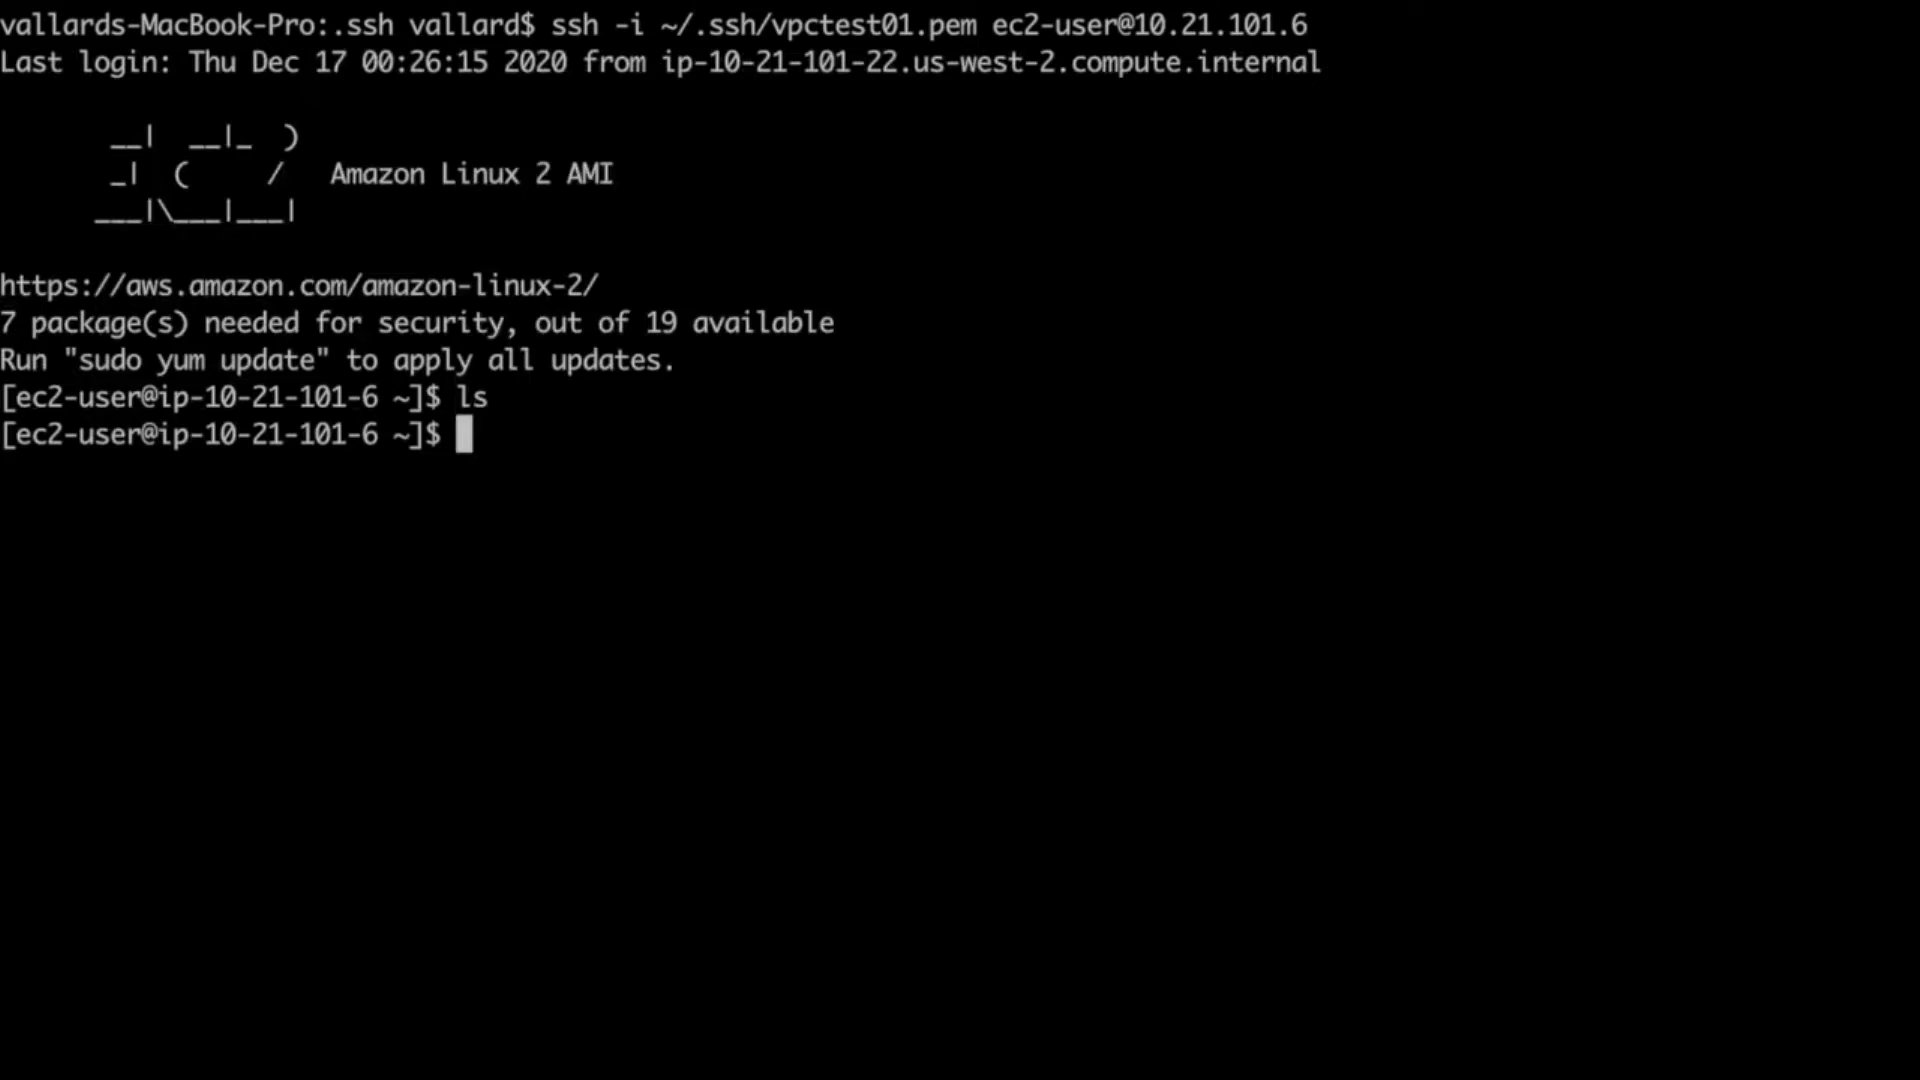 vallards-MacBook-Pro:.ssh vallard$ ssh -i ~/.ssh/vpctest01.pem ec2-user@10.21.101.6
Last login: Thu Dec 17 00:26:15 2020 from ip-10-21-101-22.us-west-2.compute.internal

       __|  __|_  )
       _|  (     /   Amazon Linux 2 AMI
      ___|\___|___|

https://aws.amazon.com/amazon-linux-2/
7 package(s) needed for security, out of 19 available
Run "sudo yum update" to apply all updates.
[ec2-user@ip-10-21-101-6 ~]$ ls
[ec2-user@ip-10-21-101-6 ~]$